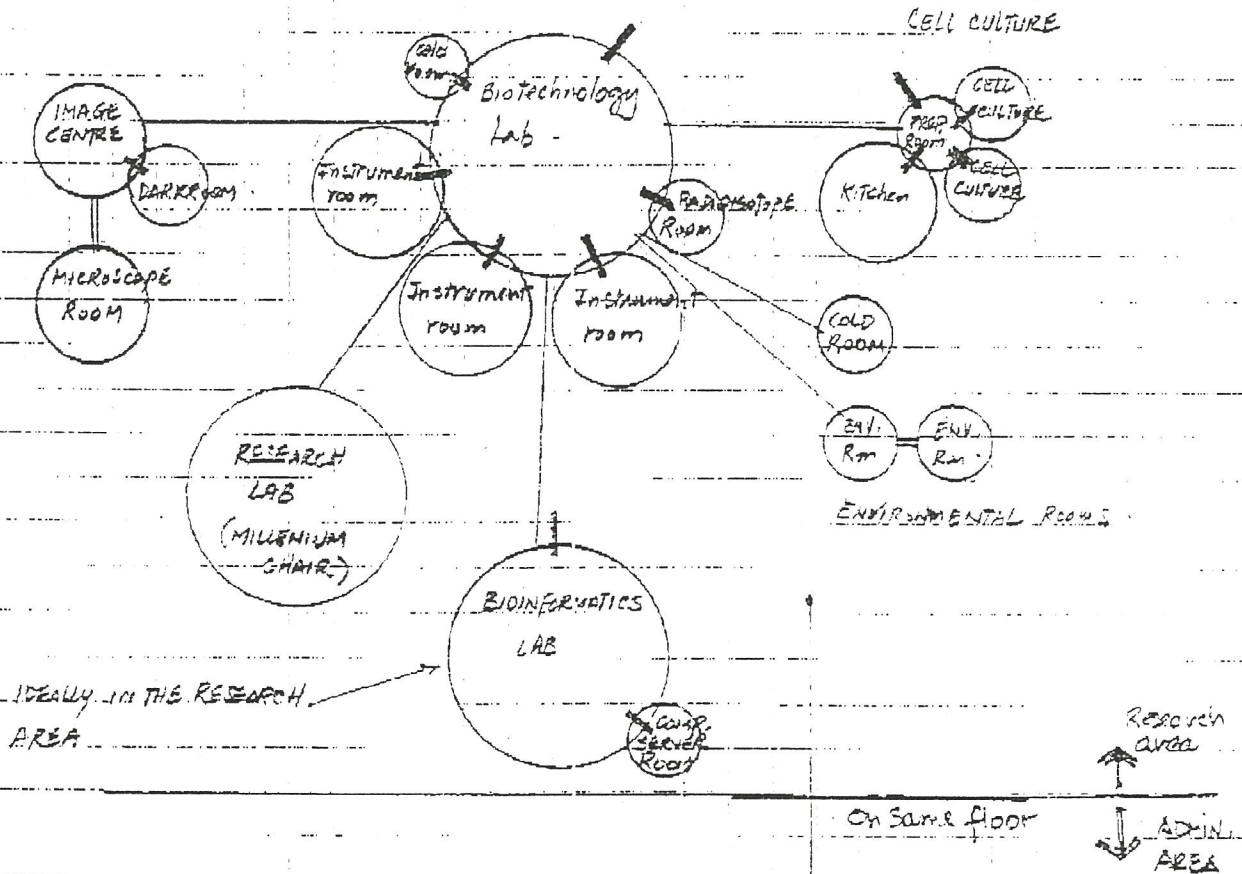 CELL CULTURE
COLD
ROOM
Biotechnology
Lab -
IMAGE
CENTRE
DARKROOM
MICROSCOPE
ROOM
Instrument
room
Instrument
room
Instrument
room
RADIOISOTOPE
ROOM
PREP.
ROOM
CELL
CULTURE
CELL
CULTURE
KITCHEN
COLD
ROOM
ENV.
Rm
ENV.
Rm.
ENVIRONMENTAL ROOMS
RESEARCH
LAB
(MILLENIUM
CHAIR.)
BIOINFORMATICS
LAB
IDEALLY IN THE RESEARCH
AREA
SERVER
ROOM
Research
area
On same floor
ADMIN.
AREA